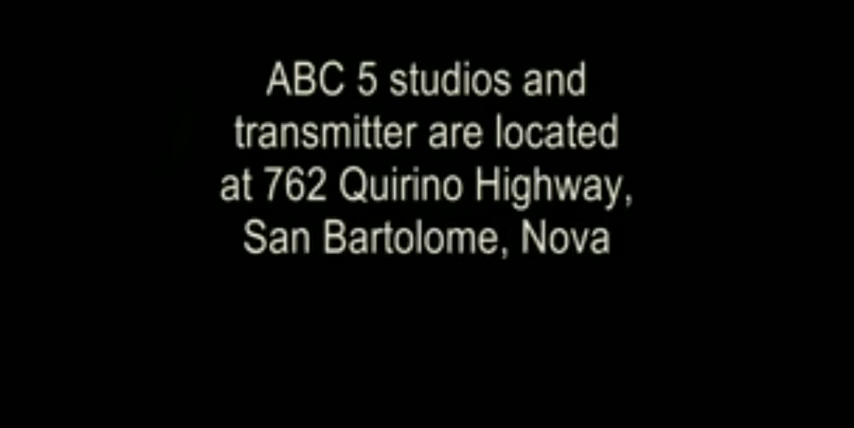 ABC 5 studios and
transmitter are located
at 762 Quirino Highway,
San Bartolome, Nova